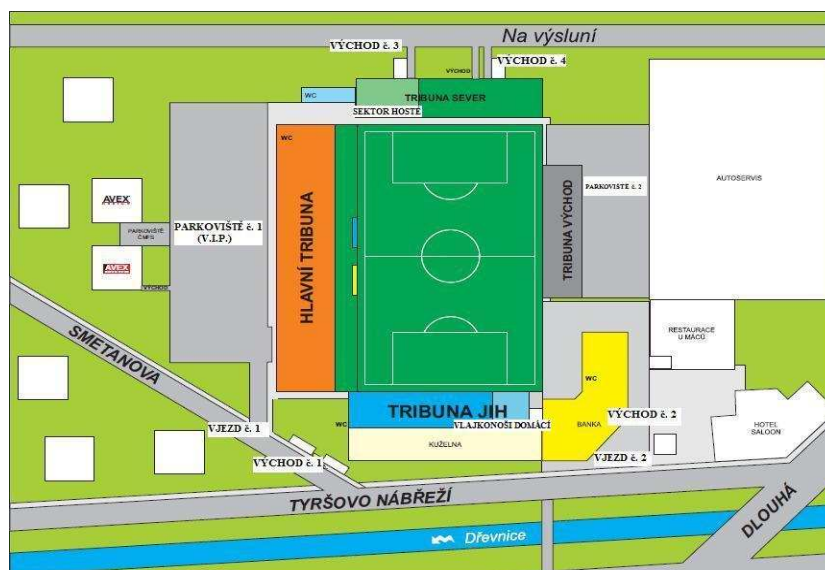 Na výsluní
VÝCHOD č. 3
VÝCHOD
VÝCHOD č. 4
WC
TRIBUNA SEVER
SEKTOR HOSTÉ
WC
AUTOSERVIS
PARKOVIŠTĚ č. 2
TRIBUNA VÝCHOD
HLAVNÍ TRIBUNA
AVEX
PARKOVIŠTĚ č. 1
(V.I.P.)
PARKOVIŠTĚ
AVEX
VÝCHOD
SMETANOVA
RESTAURACE
U MÁCŮ
WC
TRIBUNA JIH
VÝCHOD č. 2
VLAJKONOŠI DOMÁCÍ
BANKA
WC
VJEZD č. 1
HOTEL
SALOON
KUŽELNA
VÝCHOD č. 1
VJEZD č. 2
TYRŠOVO NÁBŘEŽÍ
DLOUHÁ
Dřevnice